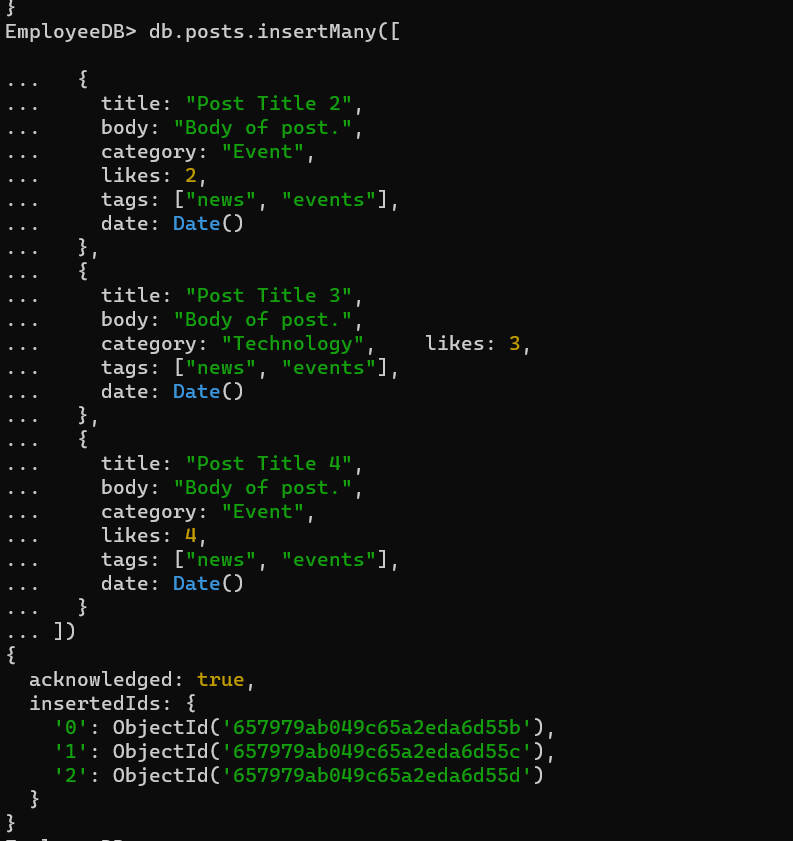 }
EmployeeDB> db.posts.insertMany([
...   {
...     title: "Post Title 2",
...     body: "Body of post.",
...     category: "Event",
...     likes: 2,
...     tags: ["news", "events"],
...     date: Date()
...   },
...   {
...     title: "Post Title 3",
...     body: "Body of post.",
...     category: "Technology",    likes: 3,
...     tags: ["news", "events"],
...     date: Date()
...   },
...   {
...     title: "Post Title 4",
...     body: "Body of post.",
...     category: "Event",
...     likes: 4,
...     tags: ["news", "events"],
...     date: Date()
...   }
... ])
{
  acknowledged: true,
  insertedIds: {
    '0': ObjectId('657979ab049c65a2eda6d55b'),
    '1': ObjectId('657979ab049c65a2eda6d55c'),
    '2': ObjectId('657979ab049c65a2eda6d55d')
  }
}